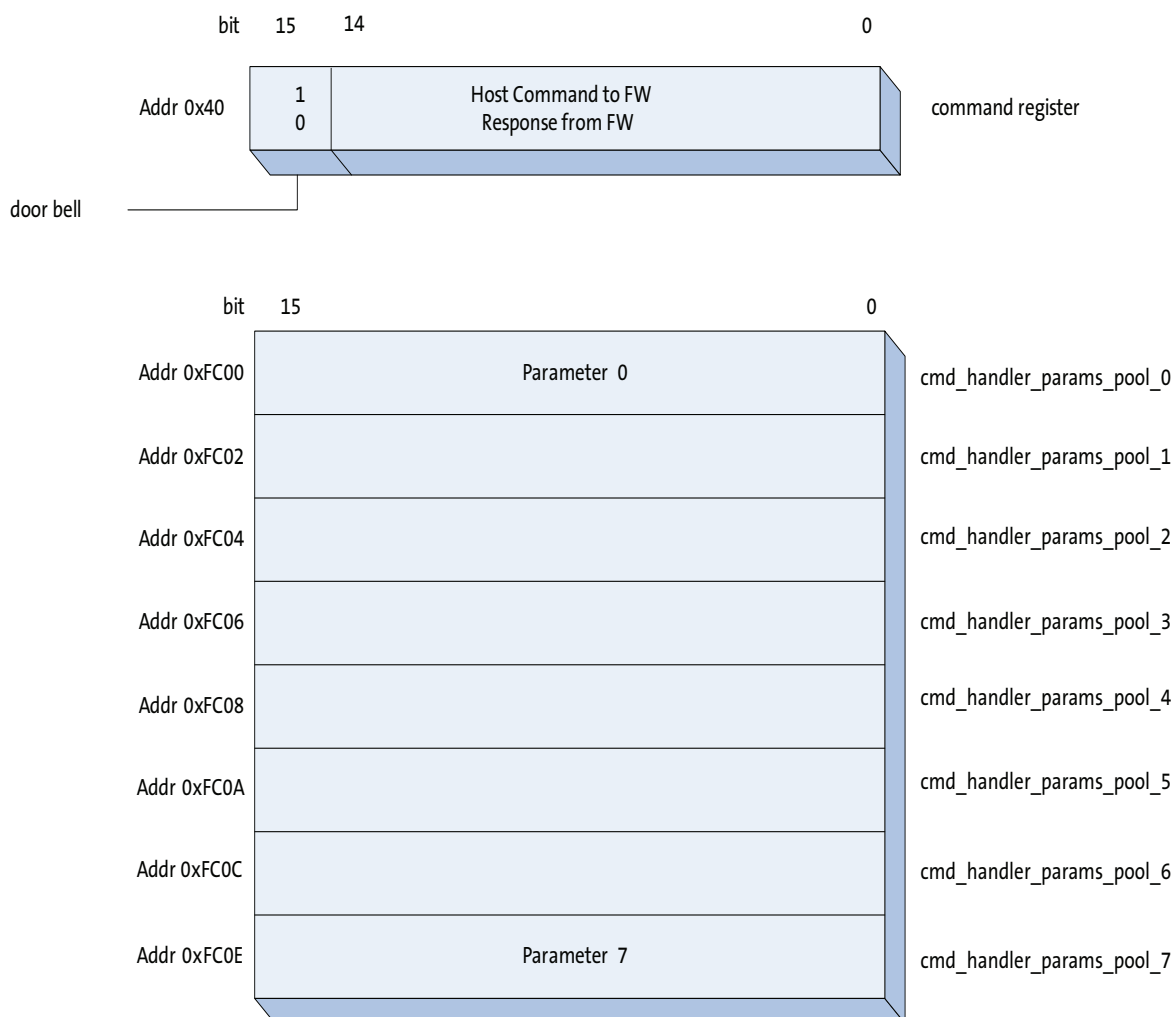 bit 15 14 0
Addr 0x40 1 Host Command to FW command register
0 Response from FW
door bell
bit 15 0
Addr 0xFC00 Parameter 0 cmd_handler_params_pool_0
Addr 0xFC02 cmd_handler_params_pool_1
Addr 0xFC04 cmd_handler_params_pool_2
Addr 0xFC06 cmd_handler_params_pool_3
Addr 0xFC08 cmd_handler_params_pool_4
Addr 0xFC0A cmd_handler_params_pool_5
Addr 0xFC0C cmd_handler_params_pool_6
Addr 0xFC0E Parameter 7 cmd_handler_params_pool_7